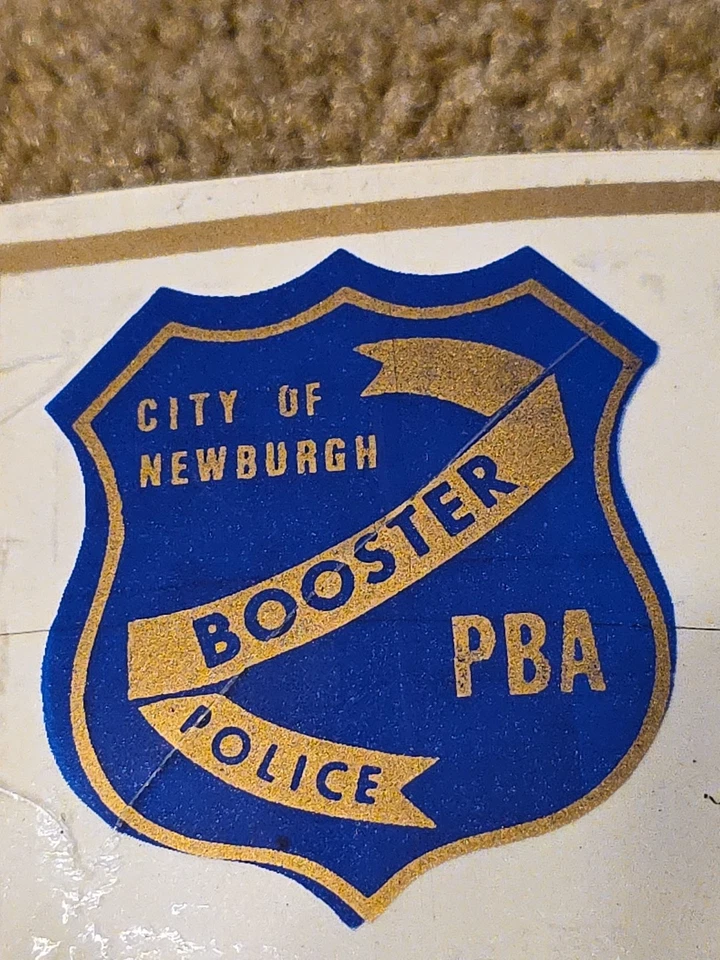 CITY OF
NEWBURGH
BOOSTER
PBA
POLICE